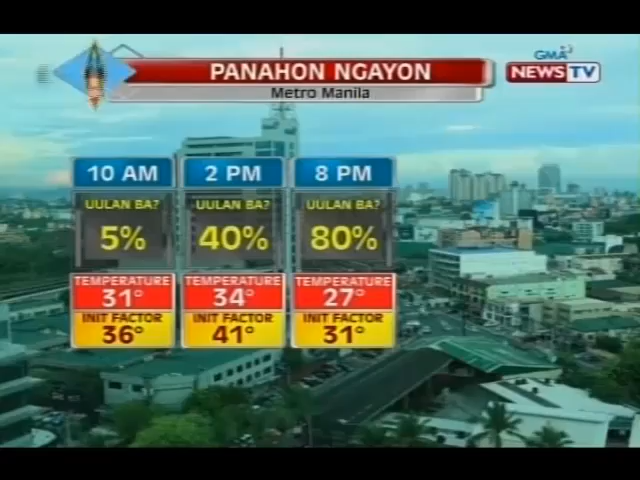 PANAHON NGAYON
Metro Manila
GMA
NEWS TV
10 AM
2 PM
8 PM
UULAN BA?
UULAN BA?
UULAN BA?
5%
40%
80%
TEMPERATURE
TEMPERATURE
TEMPERATURE
31°
34°
27°
INIT FACTOR
INIT FACTOR
INIT FACTOR
36°
41°
31°